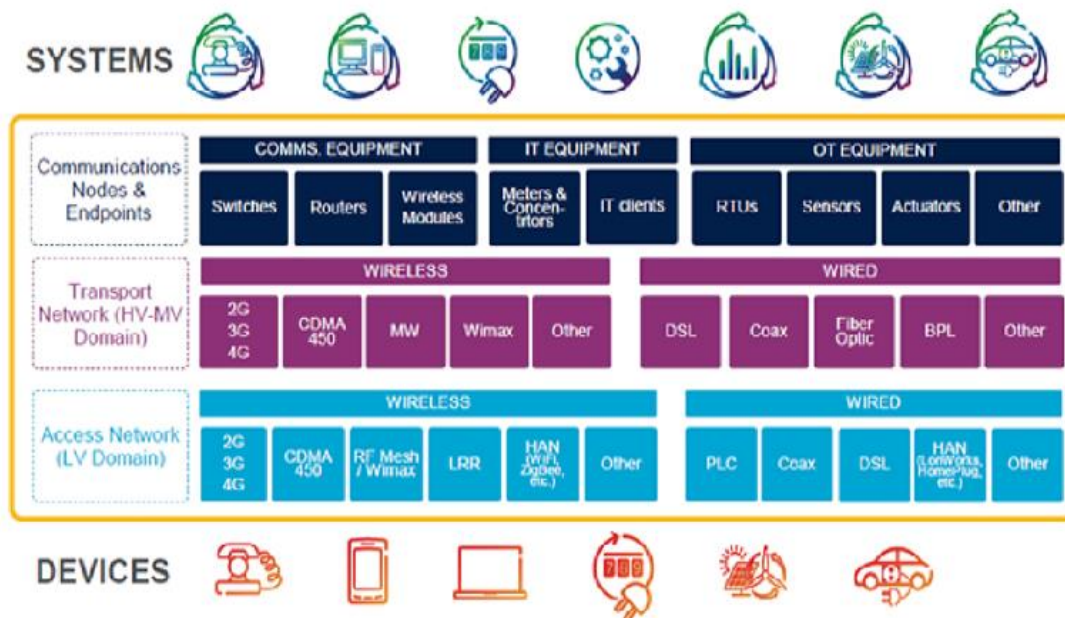 SYSTEMS
Communications
Nodes &
Endpoints
COMMS. EQUIPMENT
IT EQUIPMENT
OT EQUIPMENT
Switches
Routers
Wireless
Modules
Meters &
Concen-
trtors
IT clients
RTUs
Sensors
Actuators
Other
Transport
Network (HV-MV
Domain)
WIRELESS
WIRED
2G
3G
4G
CDMA
450
MW
Wimax
Other
DSL
Coax
Fiber
Optic
BPL
Other
Access Network
(LV Domain)
WIRELESS
WIRED
2G
3G
4G
CDMA
450
RF Mesh
/ Wimax
LRR
HAN
(WiFi,
ZigBee,
etc.)
Other
PLC
Coax
DSL
HAN
(LonWorks,
HomePlug,
etc.)
Other
DEVICES
789